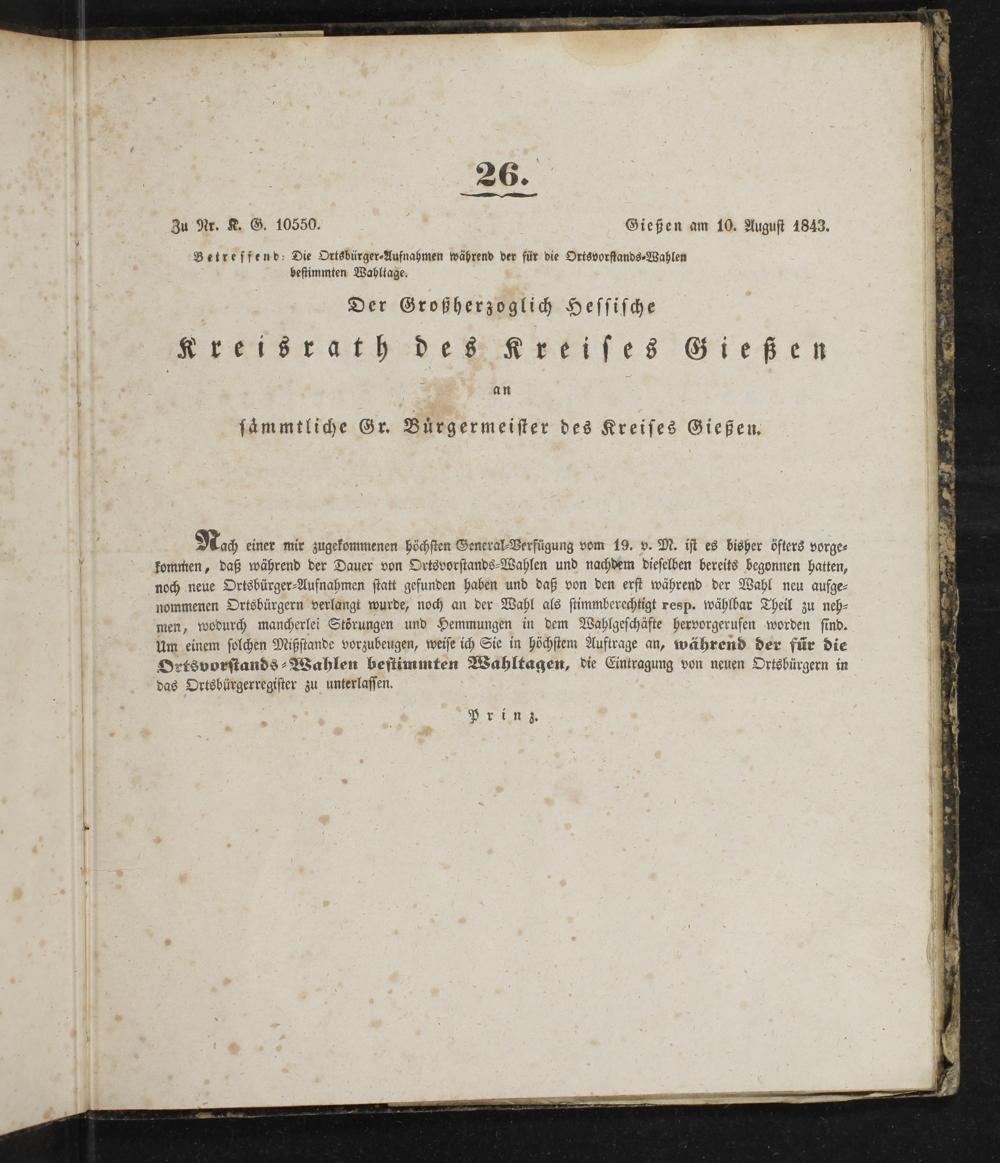 26.
Zu Nr. K. G. 10550. Gießen am 10. August 1843.
Betreffend: Die Ortsbürger-Aufnahmen während der für die Ortsvorstands-Wahlen
bestimmten Wahltage.
Der Großherzoglich Hessische
Kreisrath des Kreises Gießen
an
sämmtliche Gr. Bürgermeister des Kreises Gießen.
Nach einer mir zugekommenen höchsten General-Verfügung vom 19. v. M. ist es bisher öfters vorge-
kommen, daß während der Dauer von Ortsvorstands-Wahlen und nachdem dieselben bereits begonnen hatten,
noch neue Ortsbürger-Aufnahmen statt gefunden haben und daß von den erst während der Wahl neu aufge-
nommenen Ortsbürgern verlangt wurde, noch an der Wahl als stimmberechtigt resp. wählbar Theil zu neh-
men, wodurch mancherlei Störungen und Hemmungen in dem Wahlgeschäfte hervorgerufen worden sind.
Um einem solchen Mißstande vorzubeugen, weise ich Sie in höchstem Auftrage an, während der für die
Ortsvorstands-Wahlen bestimmten Wahltagen, die Eintragung von neuen Ortsbürgern in
das Ortsbürgerregister zu unterlassen.
Prinz.